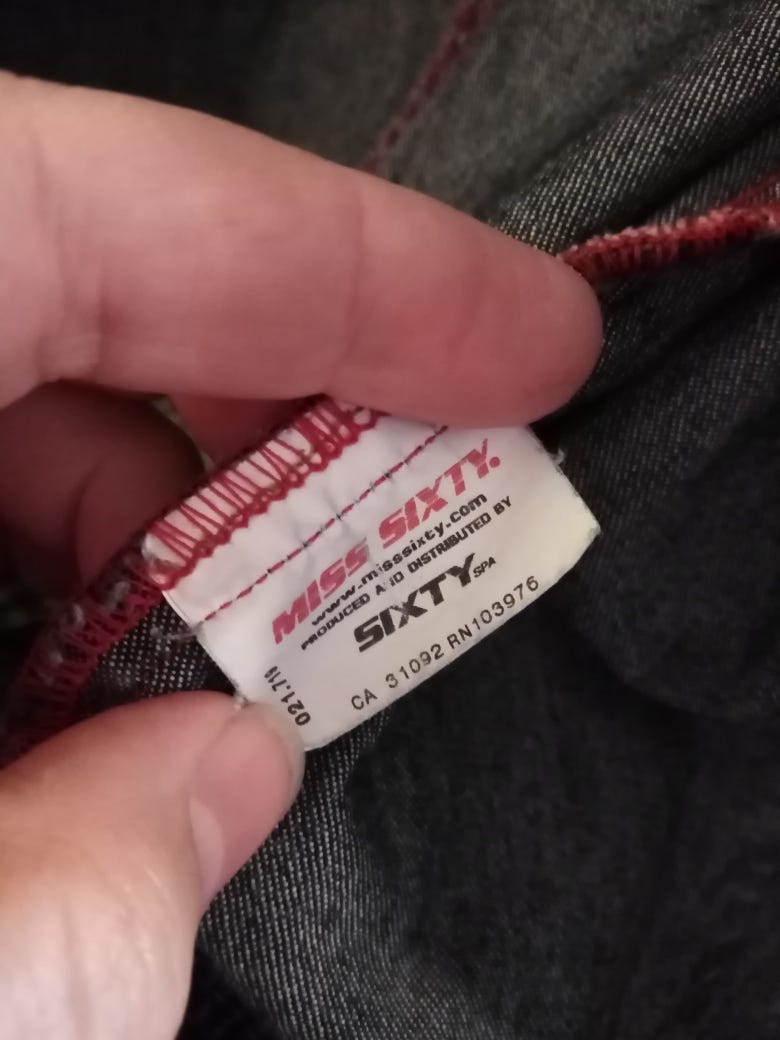 MISS SIXTY.
www.misssixty.com
PRODUCED AND DISTRIBUTED BY
SIXTY SPA
CA 31092 RN103976